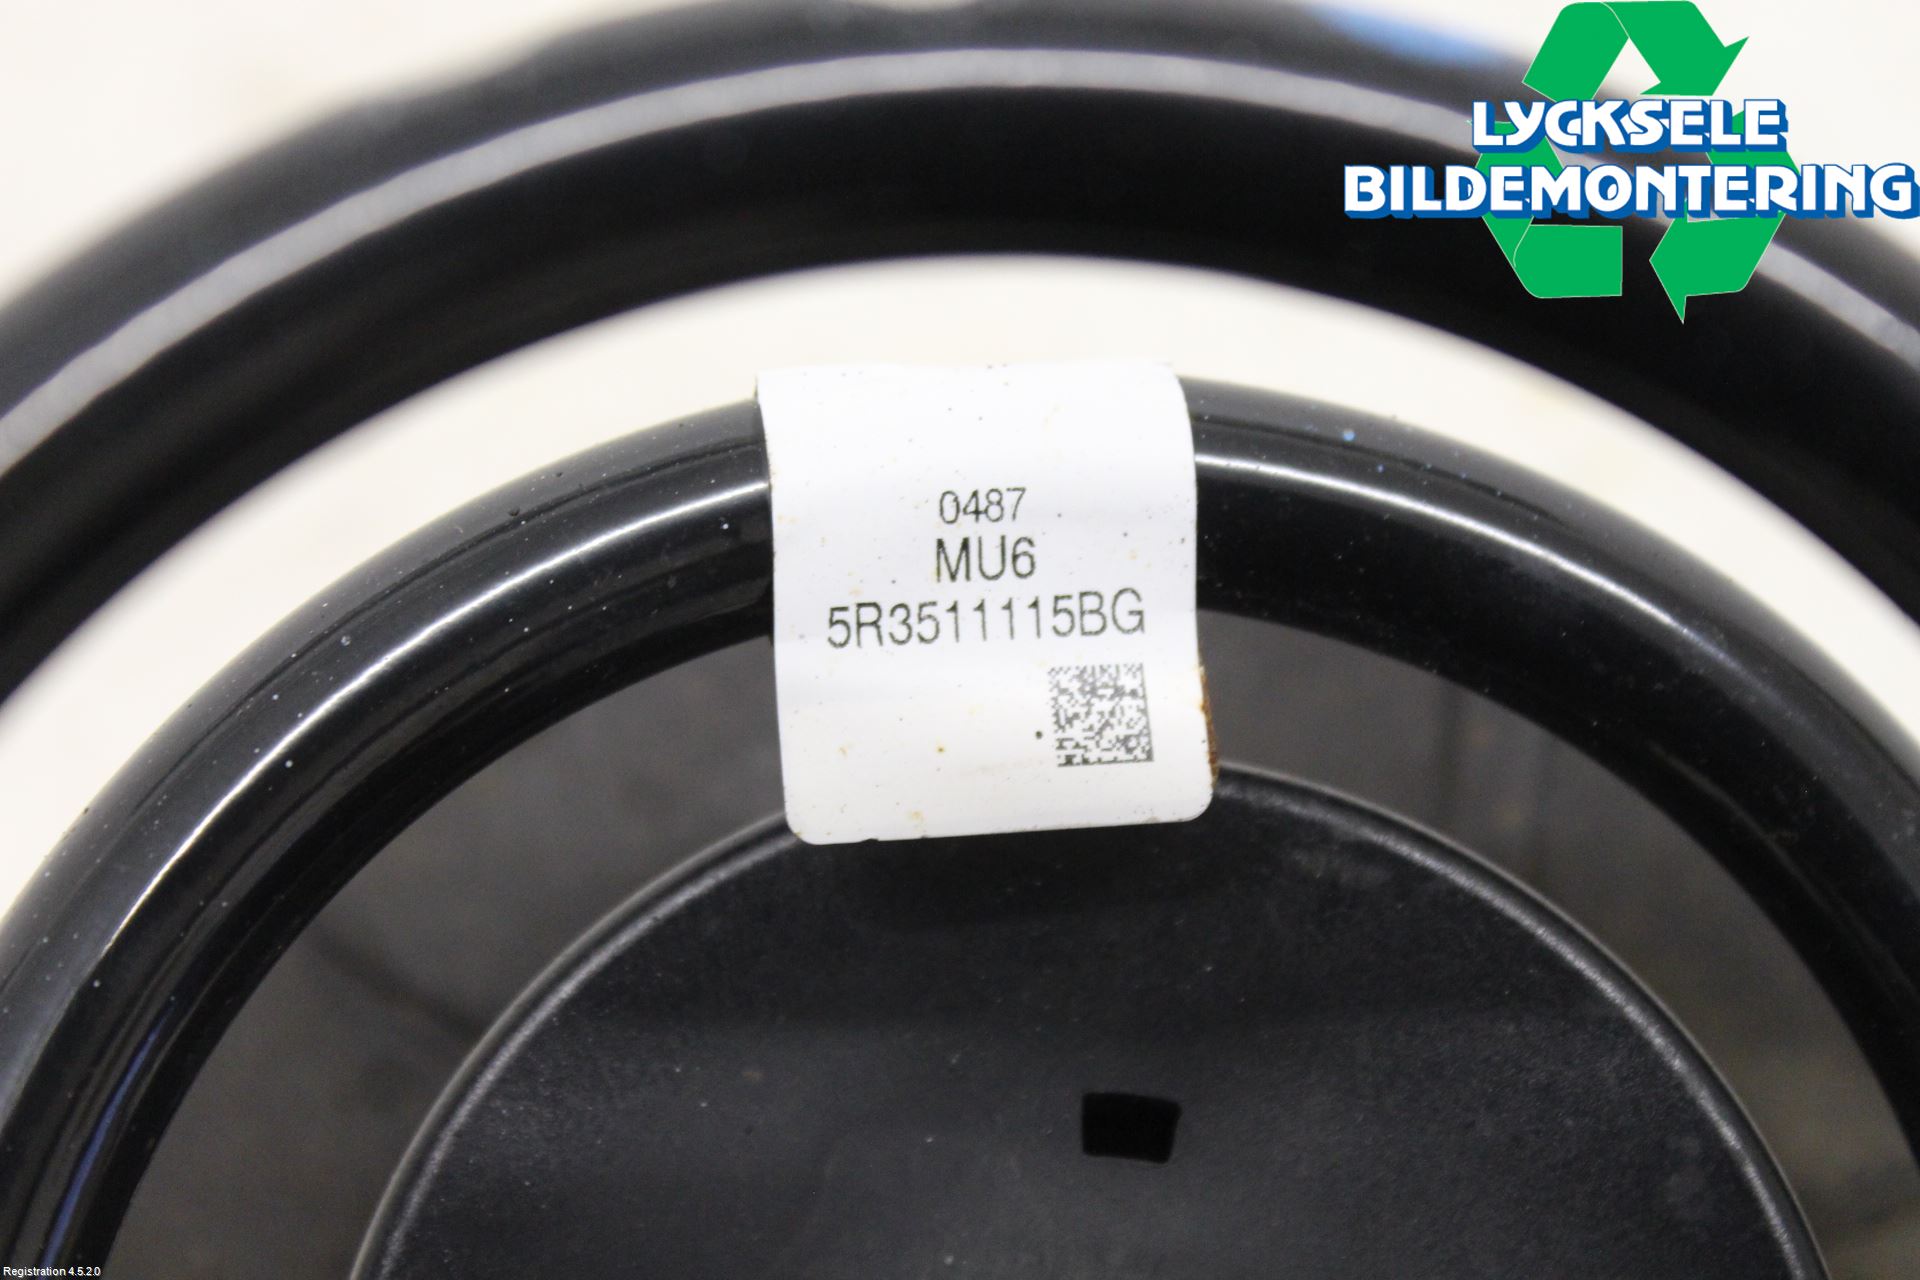 LYCKSELE
BILDEMONTERING
0487
MU6
5R3511115BG
Registration 4.5.2.0